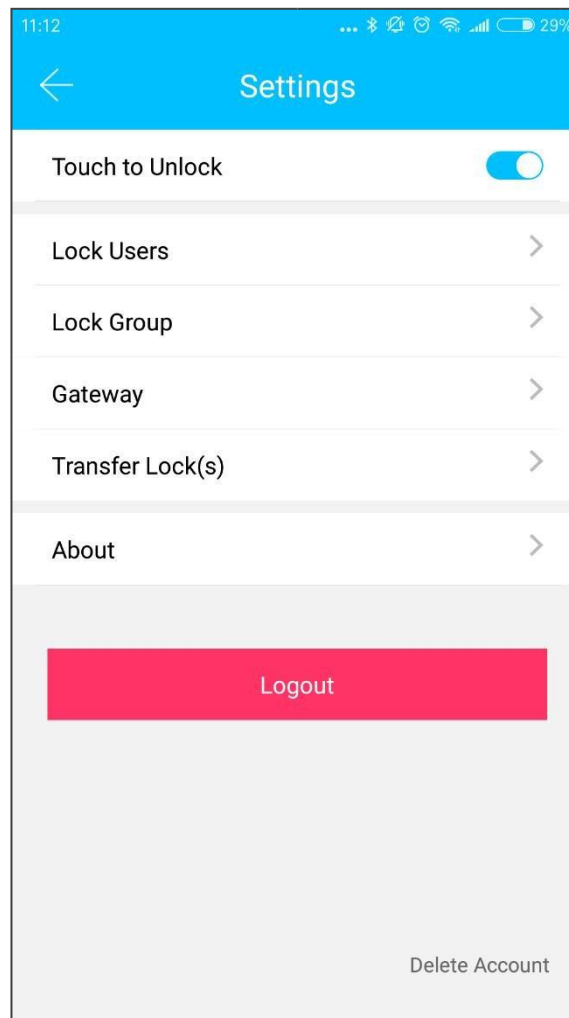 11:12 ... 29%
Settings
Touch to Unlock
Lock Users
Lock Group
Gateway
Transfer Lock(s)
About
Logout
Delete Account